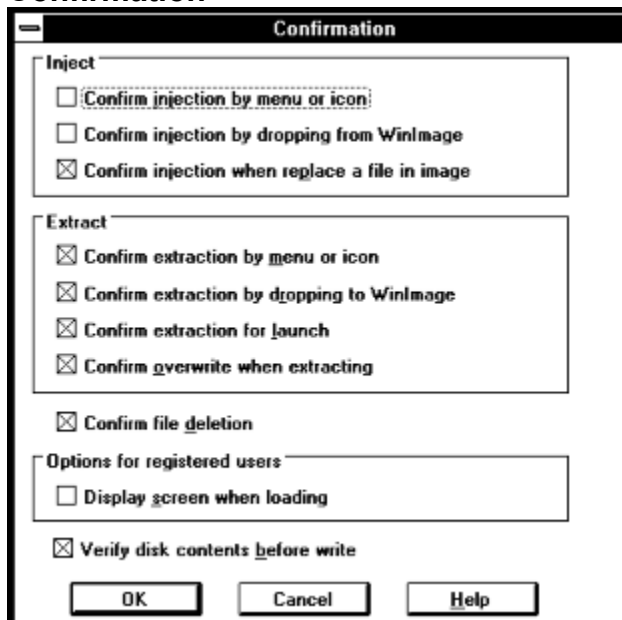 Confirmation
Confirmation
Inject
Confirm injection by menu or icon
Confirm injection by dropping from WinImage
Confirm injection when replace a file in image
Extract
Confirm extraction by menu or icon
Confirm extraction by dropping to WinImage
Confirm extraction for launch
Confirm overwrite when extracting
Confirm file deletion
Options for registered users
Display screen when loading
Verify disk contents before write
OK Cancel Help